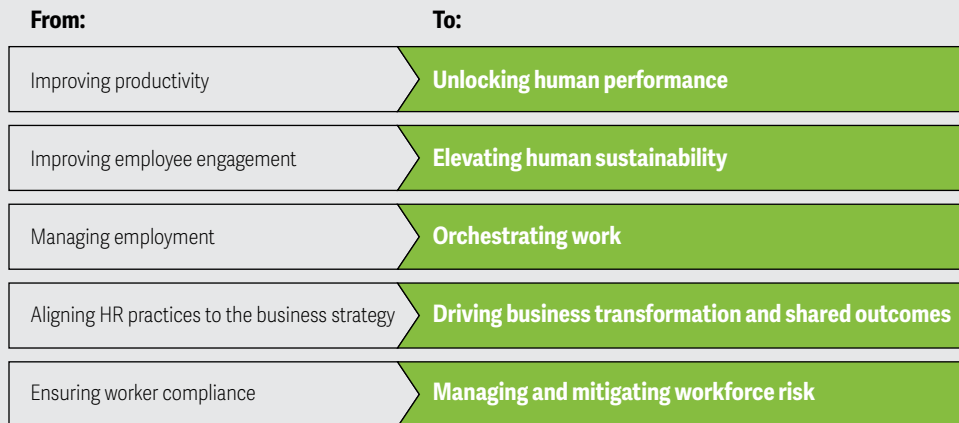 From: To:
Improving productivity Unlocking human performance
Improving employee engagement Elevating human sustainability
Managing employment Orchestrating work
Aligning HR practices to the business strategy Driving business transformation and shared outcomes
Ensuring worker compliance Managing and mitigating workforce risk